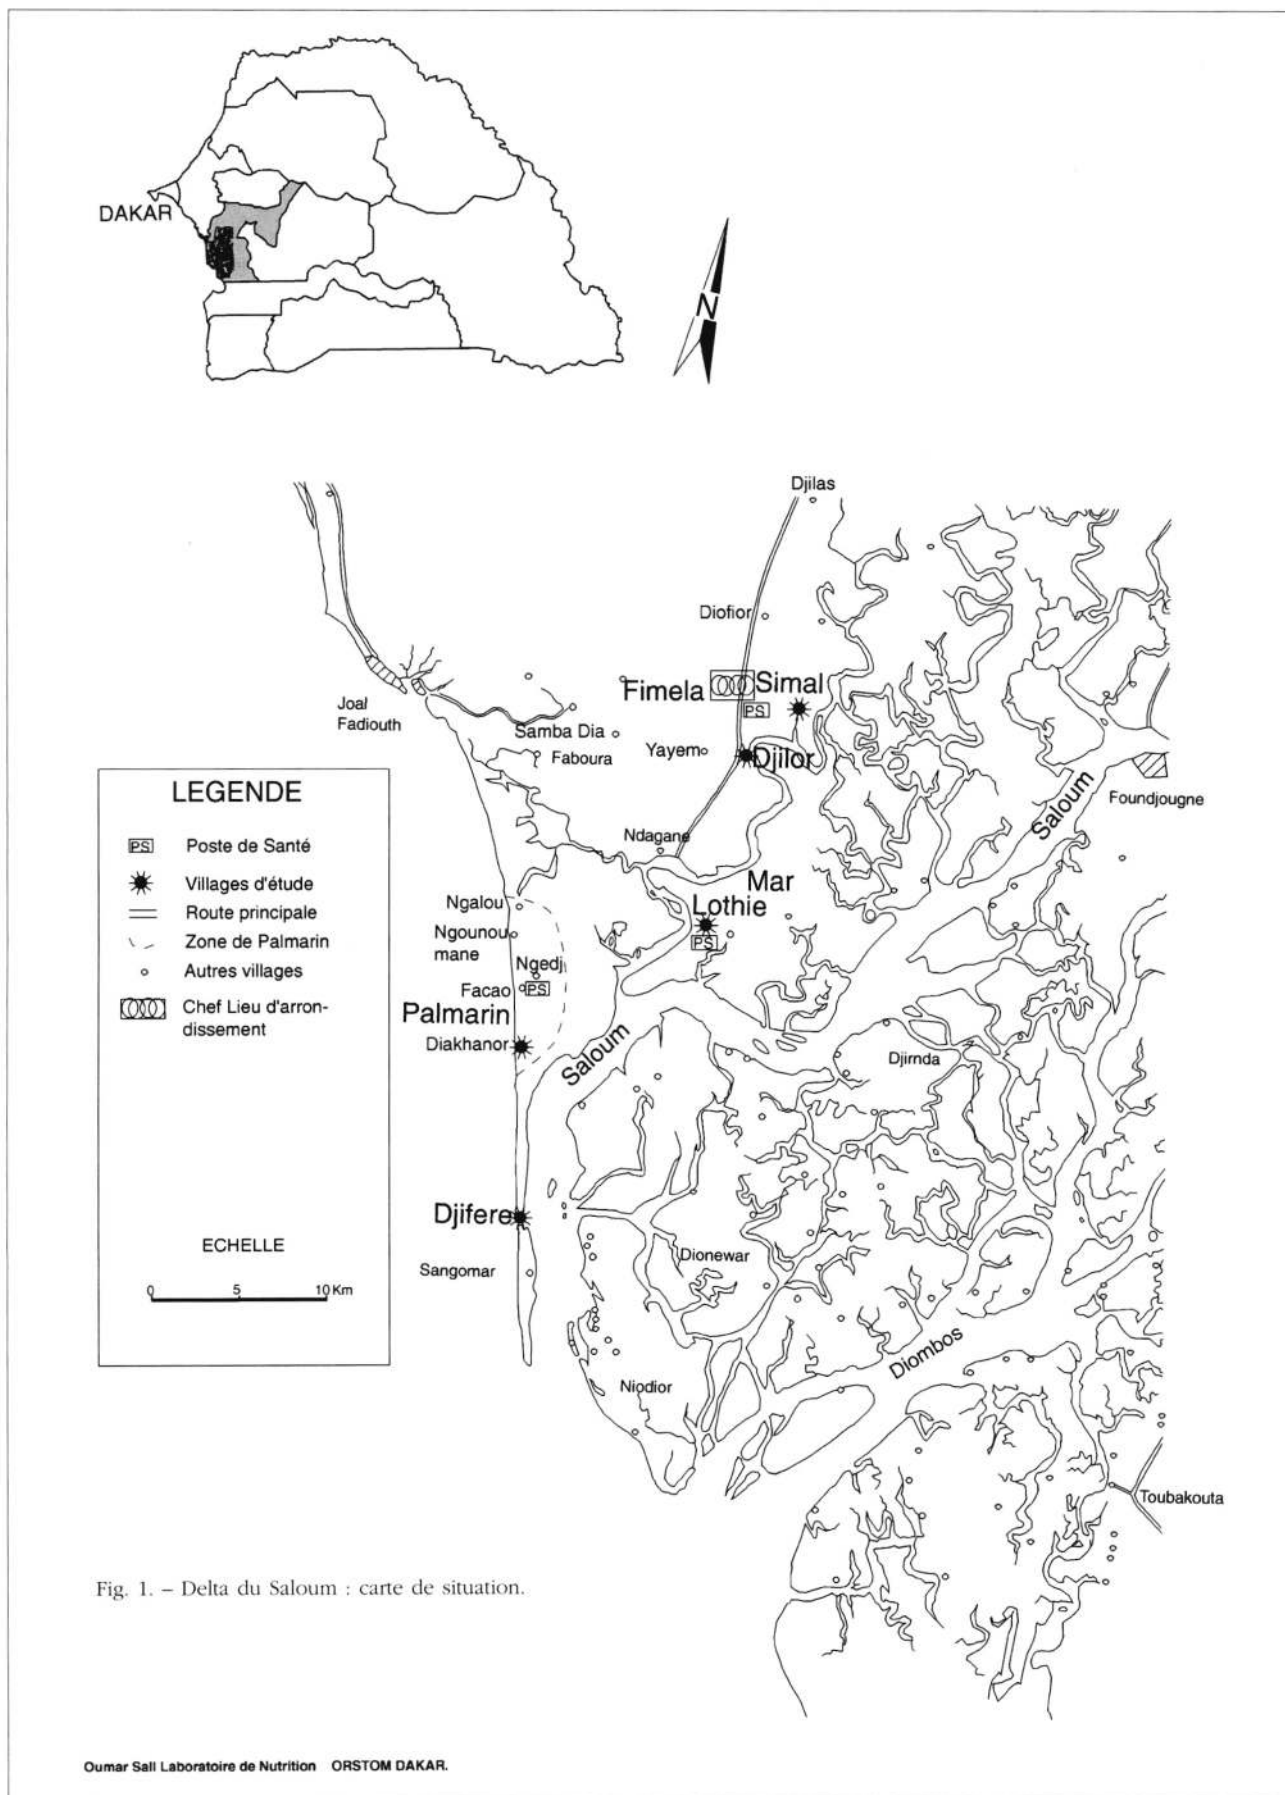 DAKAR
N
Djilas
Diofior
Fimela
Simal
PS
Joal
Fadiouth
Samba Dia
Faboura
Yayem
Djilor
Foundjougne
Saloum
Ndagane
Mar
Lothie
PS
Ngalou
Ngounou
mane
Ngedj
Facao
PS
Palmarin
Diakhanor
Saloum
Djirnda
Djifere
Sangomar
Dionewar
Diombos
Niodior
Toubakouta
LEGENDE
PS Poste de Santé
Villages d'étude
Route principale
Zone de Palmarin
Autres villages
Chef Lieu d'arron-
dissement
ECHELLE
0 5 10 Km
Fig. 1. – Delta du Saloum : carte de situation.
Oumar Sall Laboratoire de Nutrition ORSTOM DAKAR.